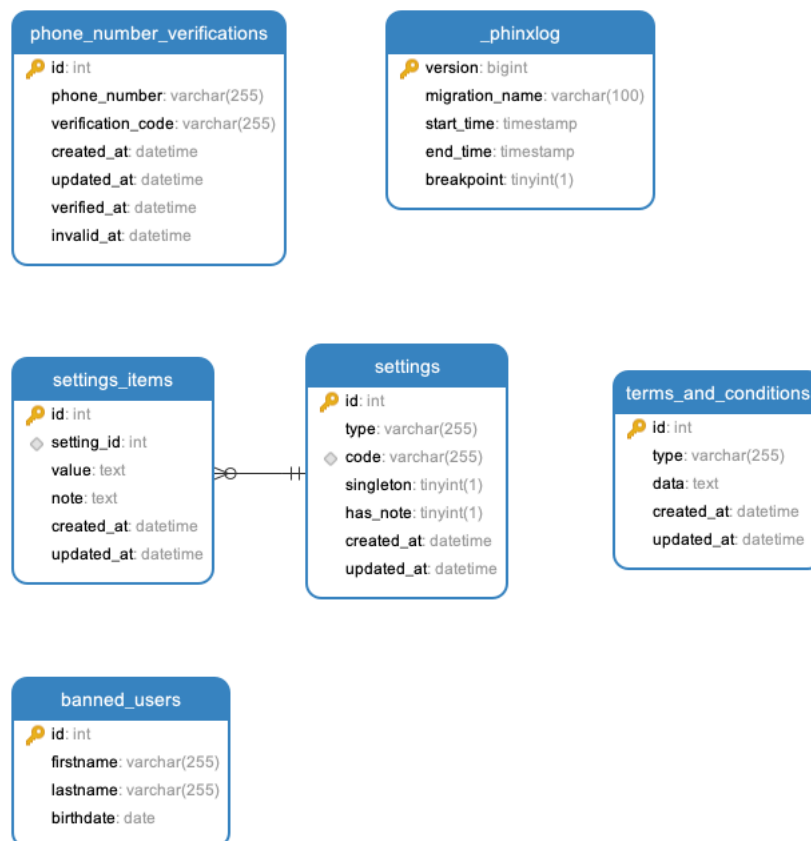 phone_number_verifications
id: int
phone_number: varchar(255)
verification_code: varchar(255)
created_at: datetime
updated_at: datetime
verified_at: datetime
invalid_at: datetime
_phinxlog
version: bigint
migration_name: varchar(100)
start_time: timestamp
end_time: timestamp
breakpoint: tinyint(1)
settings_items
id: int
setting_id: int
value: text
note: text
created_at: datetime
updated_at: datetime
settings
id: int
type: varchar(255)
code: varchar(255)
singleton: tinyint(1)
has_note: tinyint(1)
created_at: datetime
updated_at: datetime
terms_and_conditions
id: int
type: varchar(255)
data: text
created_at: datetime
updated_at: datetime
banned_users
id: int
firstname: varchar(255)
lastname: varchar(255)
birthdate: date